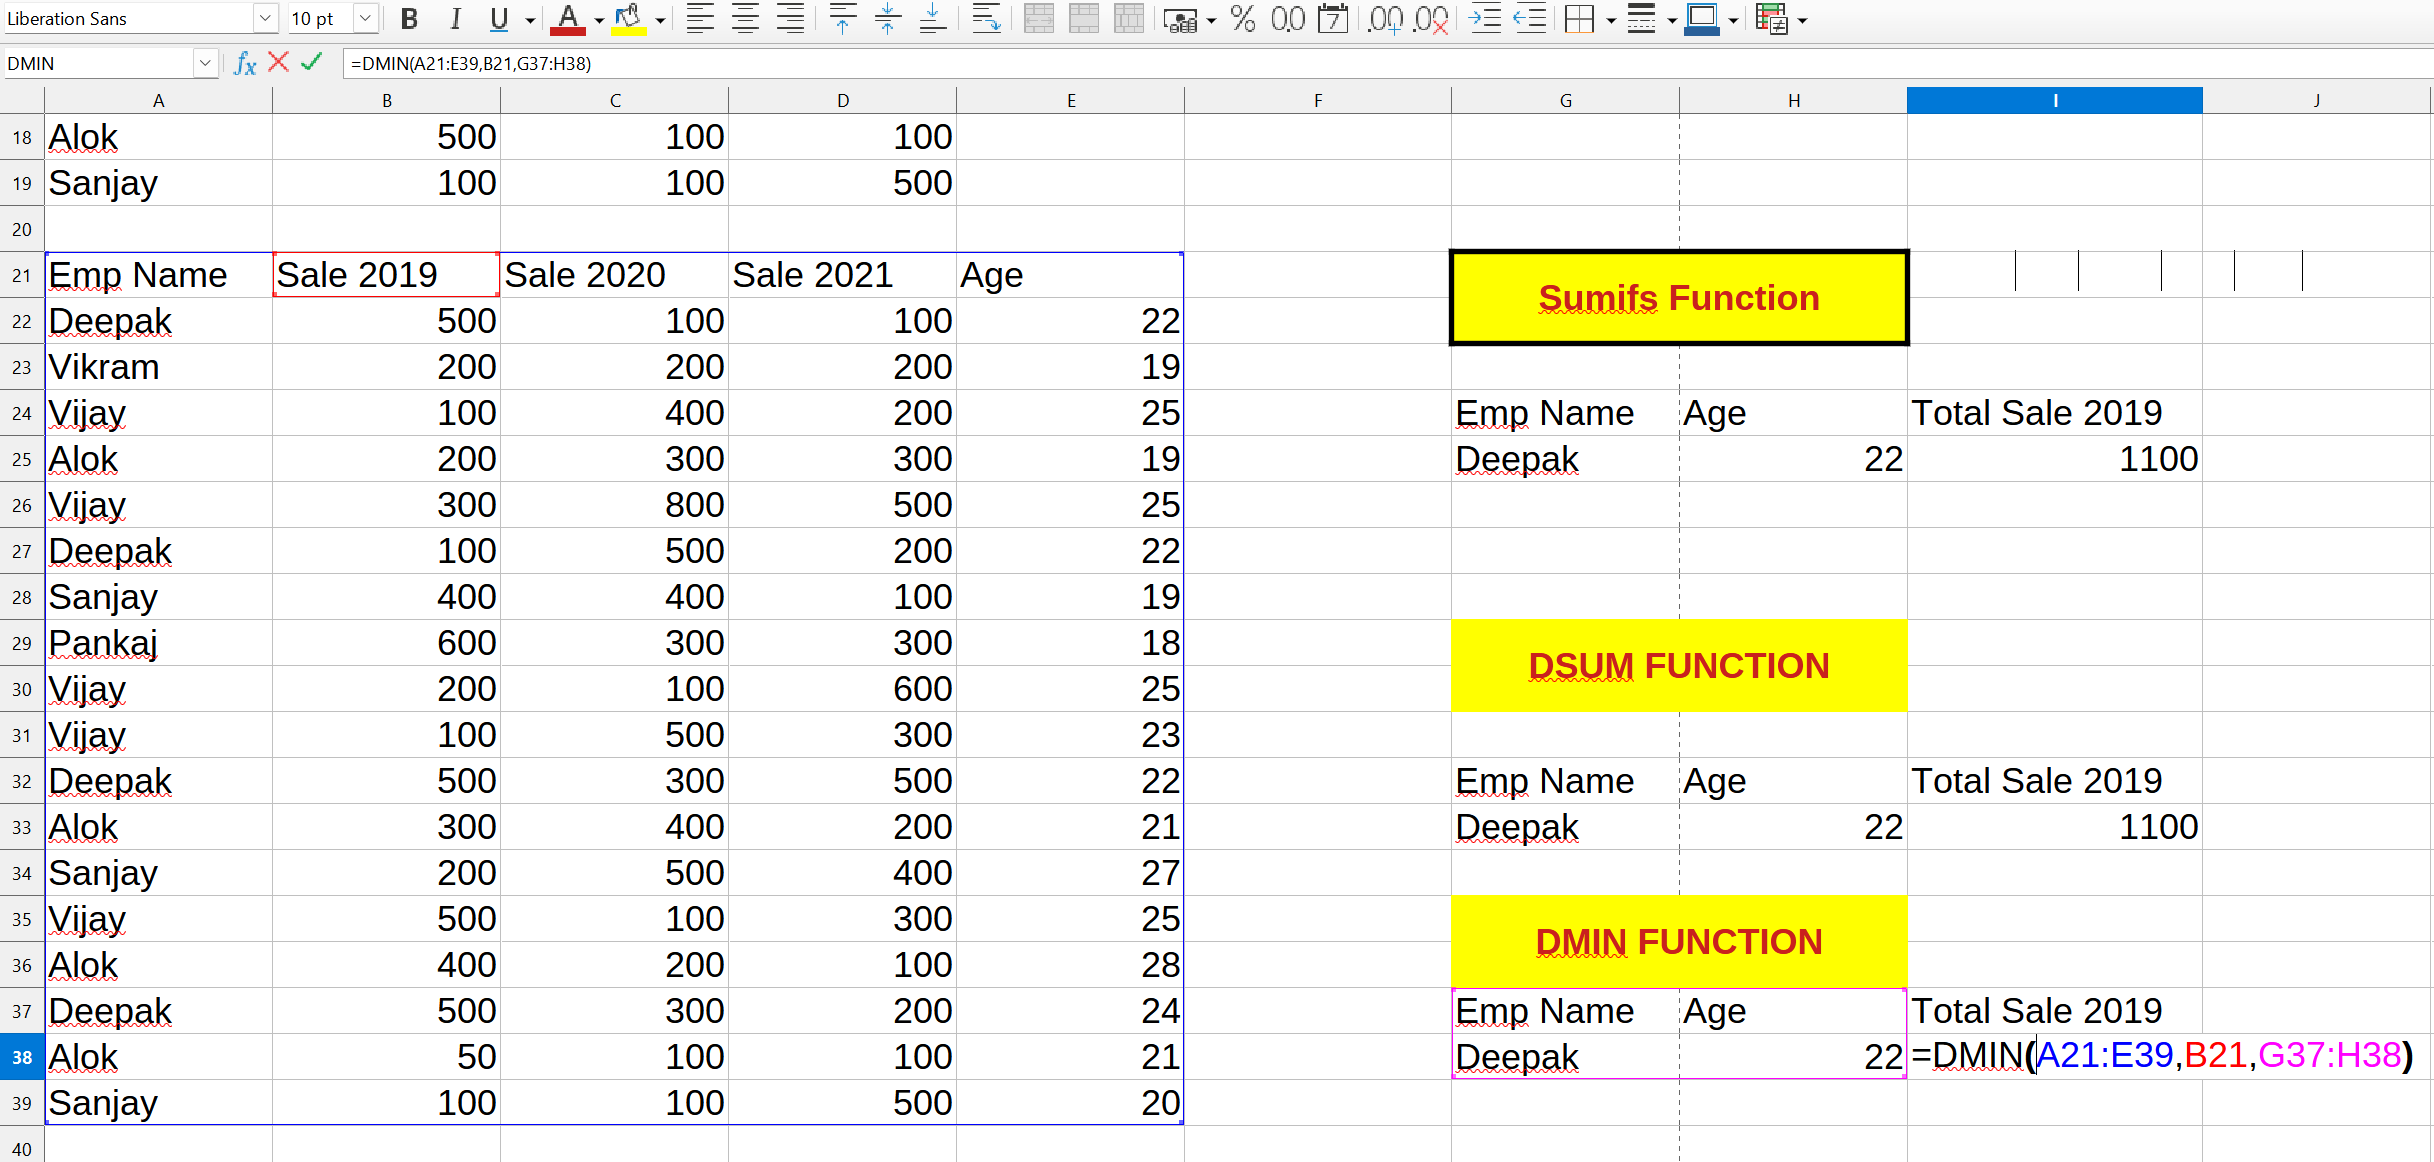 Liberation Sans 10 pt B I U A % 0.0 7 .00 .00
DMIN fx =DMIN(A21:E39,B21,G37:H38)
A B C D E F G H I J
18 Alok 500 100 100
19 Sanjay 100 100 500
20
21 Emp Name Sale 2019 Sale 2020 Sale 2021 Age
Sumifs Function
22 Deepak 500 100 100 22
23 Vikram 200 200 200 19
24 Vijay 100 400 200 25 Emp Name Age Total Sale 2019
25 Alok 200 300 300 19 Deepak 22 1100
26 Vijay 300 800 500 25
27 Deepak 100 500 200 22
28 Sanjay 400 400 100 19
29 Pankaj 600 300 300 18
DSUM FUNCTION
30 Vijay 200 100 600 25
31 Vijay 100 500 300 23
32 Deepak 500 300 500 22 Emp Name Age Total Sale 2019
33 Alok 300 400 200 21 Deepak 22 1100
34 Sanjay 200 500 400 27
35 Vijay 500 100 300 25
DMIN FUNCTION
36 Alok 400 200 100 28
37 Deepak 500 300 200 24 Emp Name Age Total Sale 2019
38 Alok 50 100 100 21 Deepak 22 =DMIN(A21:E39,B21,G37:H38)
39 Sanjay 100 100 500 20
40